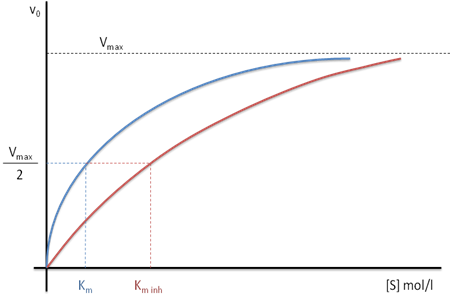 v₀
Vmax
Vmax
2
Km
Km inh
[S] mol/l